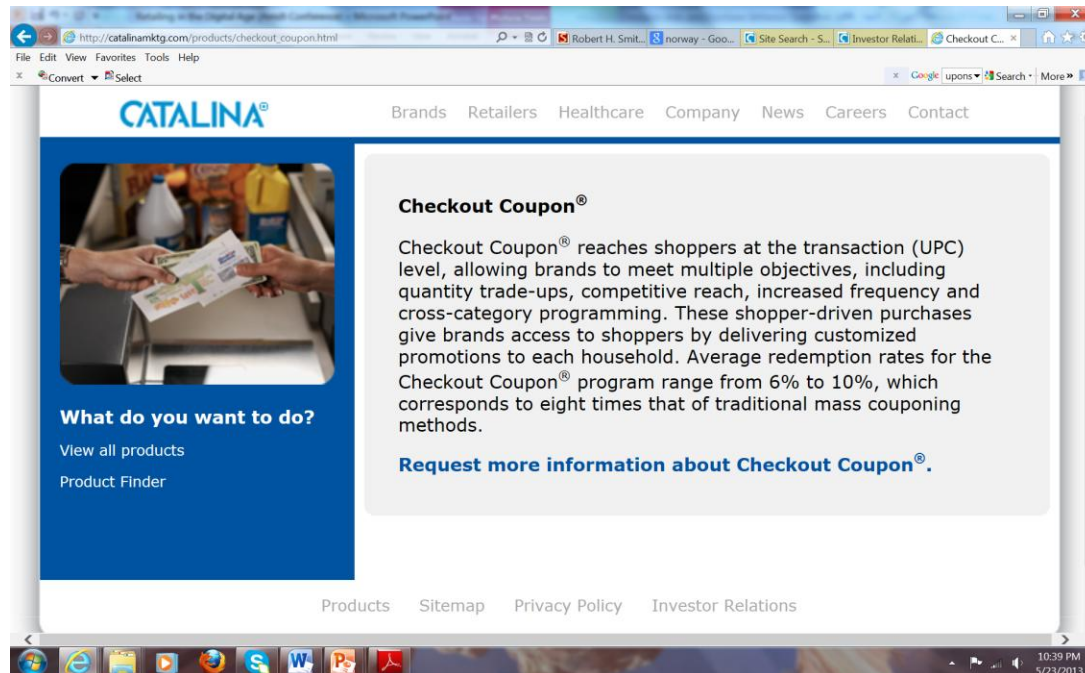 Retailing in the Digital Age
Microsoft PowerPoint
http://catalinamktg.com/products/checkout_coupon.html
Robert H. Smit...
norway - Goo...
Site Search - S...
Investor Relati...
Checkout C...
File Edit View Favorites Tools Help
x Convert Select
x Google upons Search More »
CATALINA®
Brands Retailers Healthcare Company News Careers Contact
Checkout Coupon®
Checkout Coupon® reaches shoppers at the transaction (UPC)
level, allowing brands to meet multiple objectives, including
quantity trade-ups, competitive reach, increased frequency and
cross-category programming. These shopper-driven purchases
give brands access to shoppers by delivering customized
promotions to each household. Average redemption rates for the
Checkout Coupon® program range from 6% to 10%, which
corresponds to eight times that of traditional mass couponing
methods.
Request more information about Checkout Coupon®.
What do you want to do?
View all products
Product Finder
Products Sitemap Privacy Policy Investor Relations
10:39 PM
5/23/2013